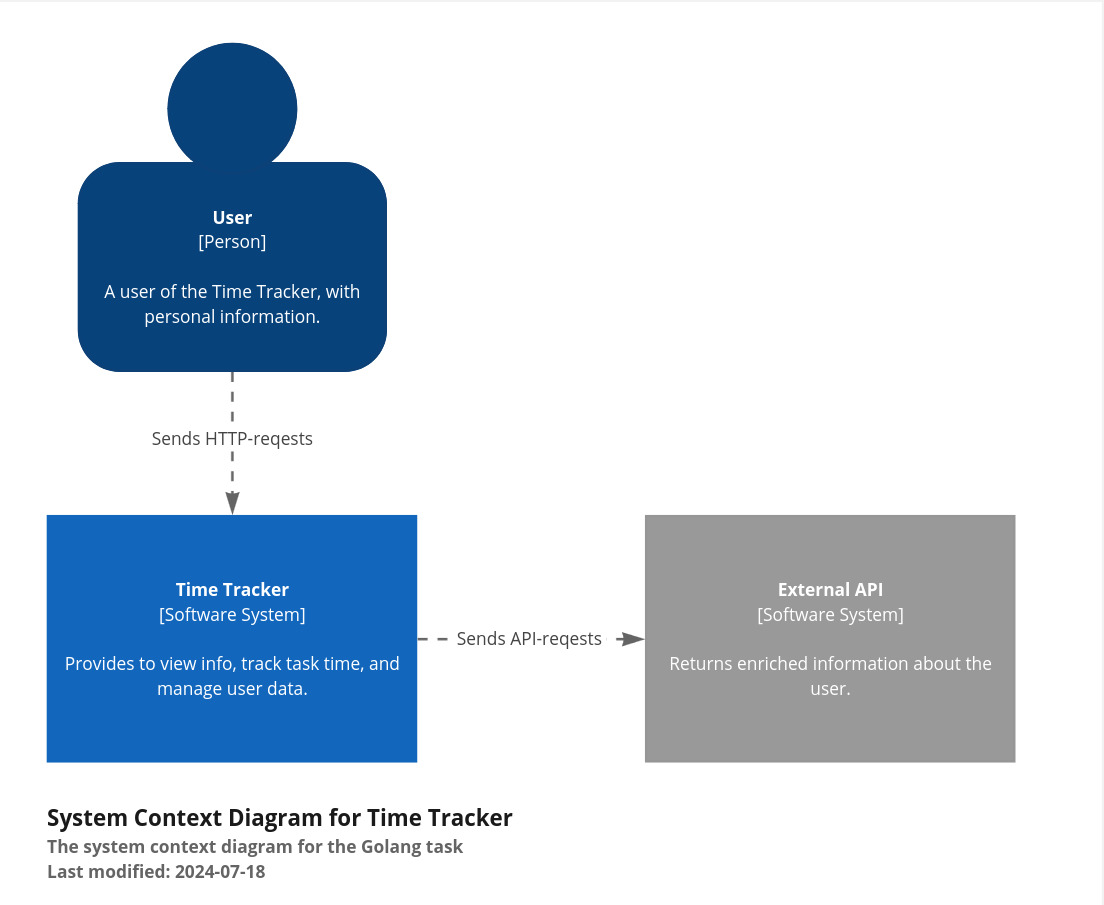 User
[Person]
A user of the Time Tracker, with
personal information.
Sends HTTP-reqests
Time Tracker
[Software System]
Provides to view info, track task time, and
manage user data.
Sends API-reqests
External API
[Software System]
Returns enriched information about the
user.
System Context Diagram for Time Tracker
The system context diagram for the Golang task
Last modified: 2024-07-18